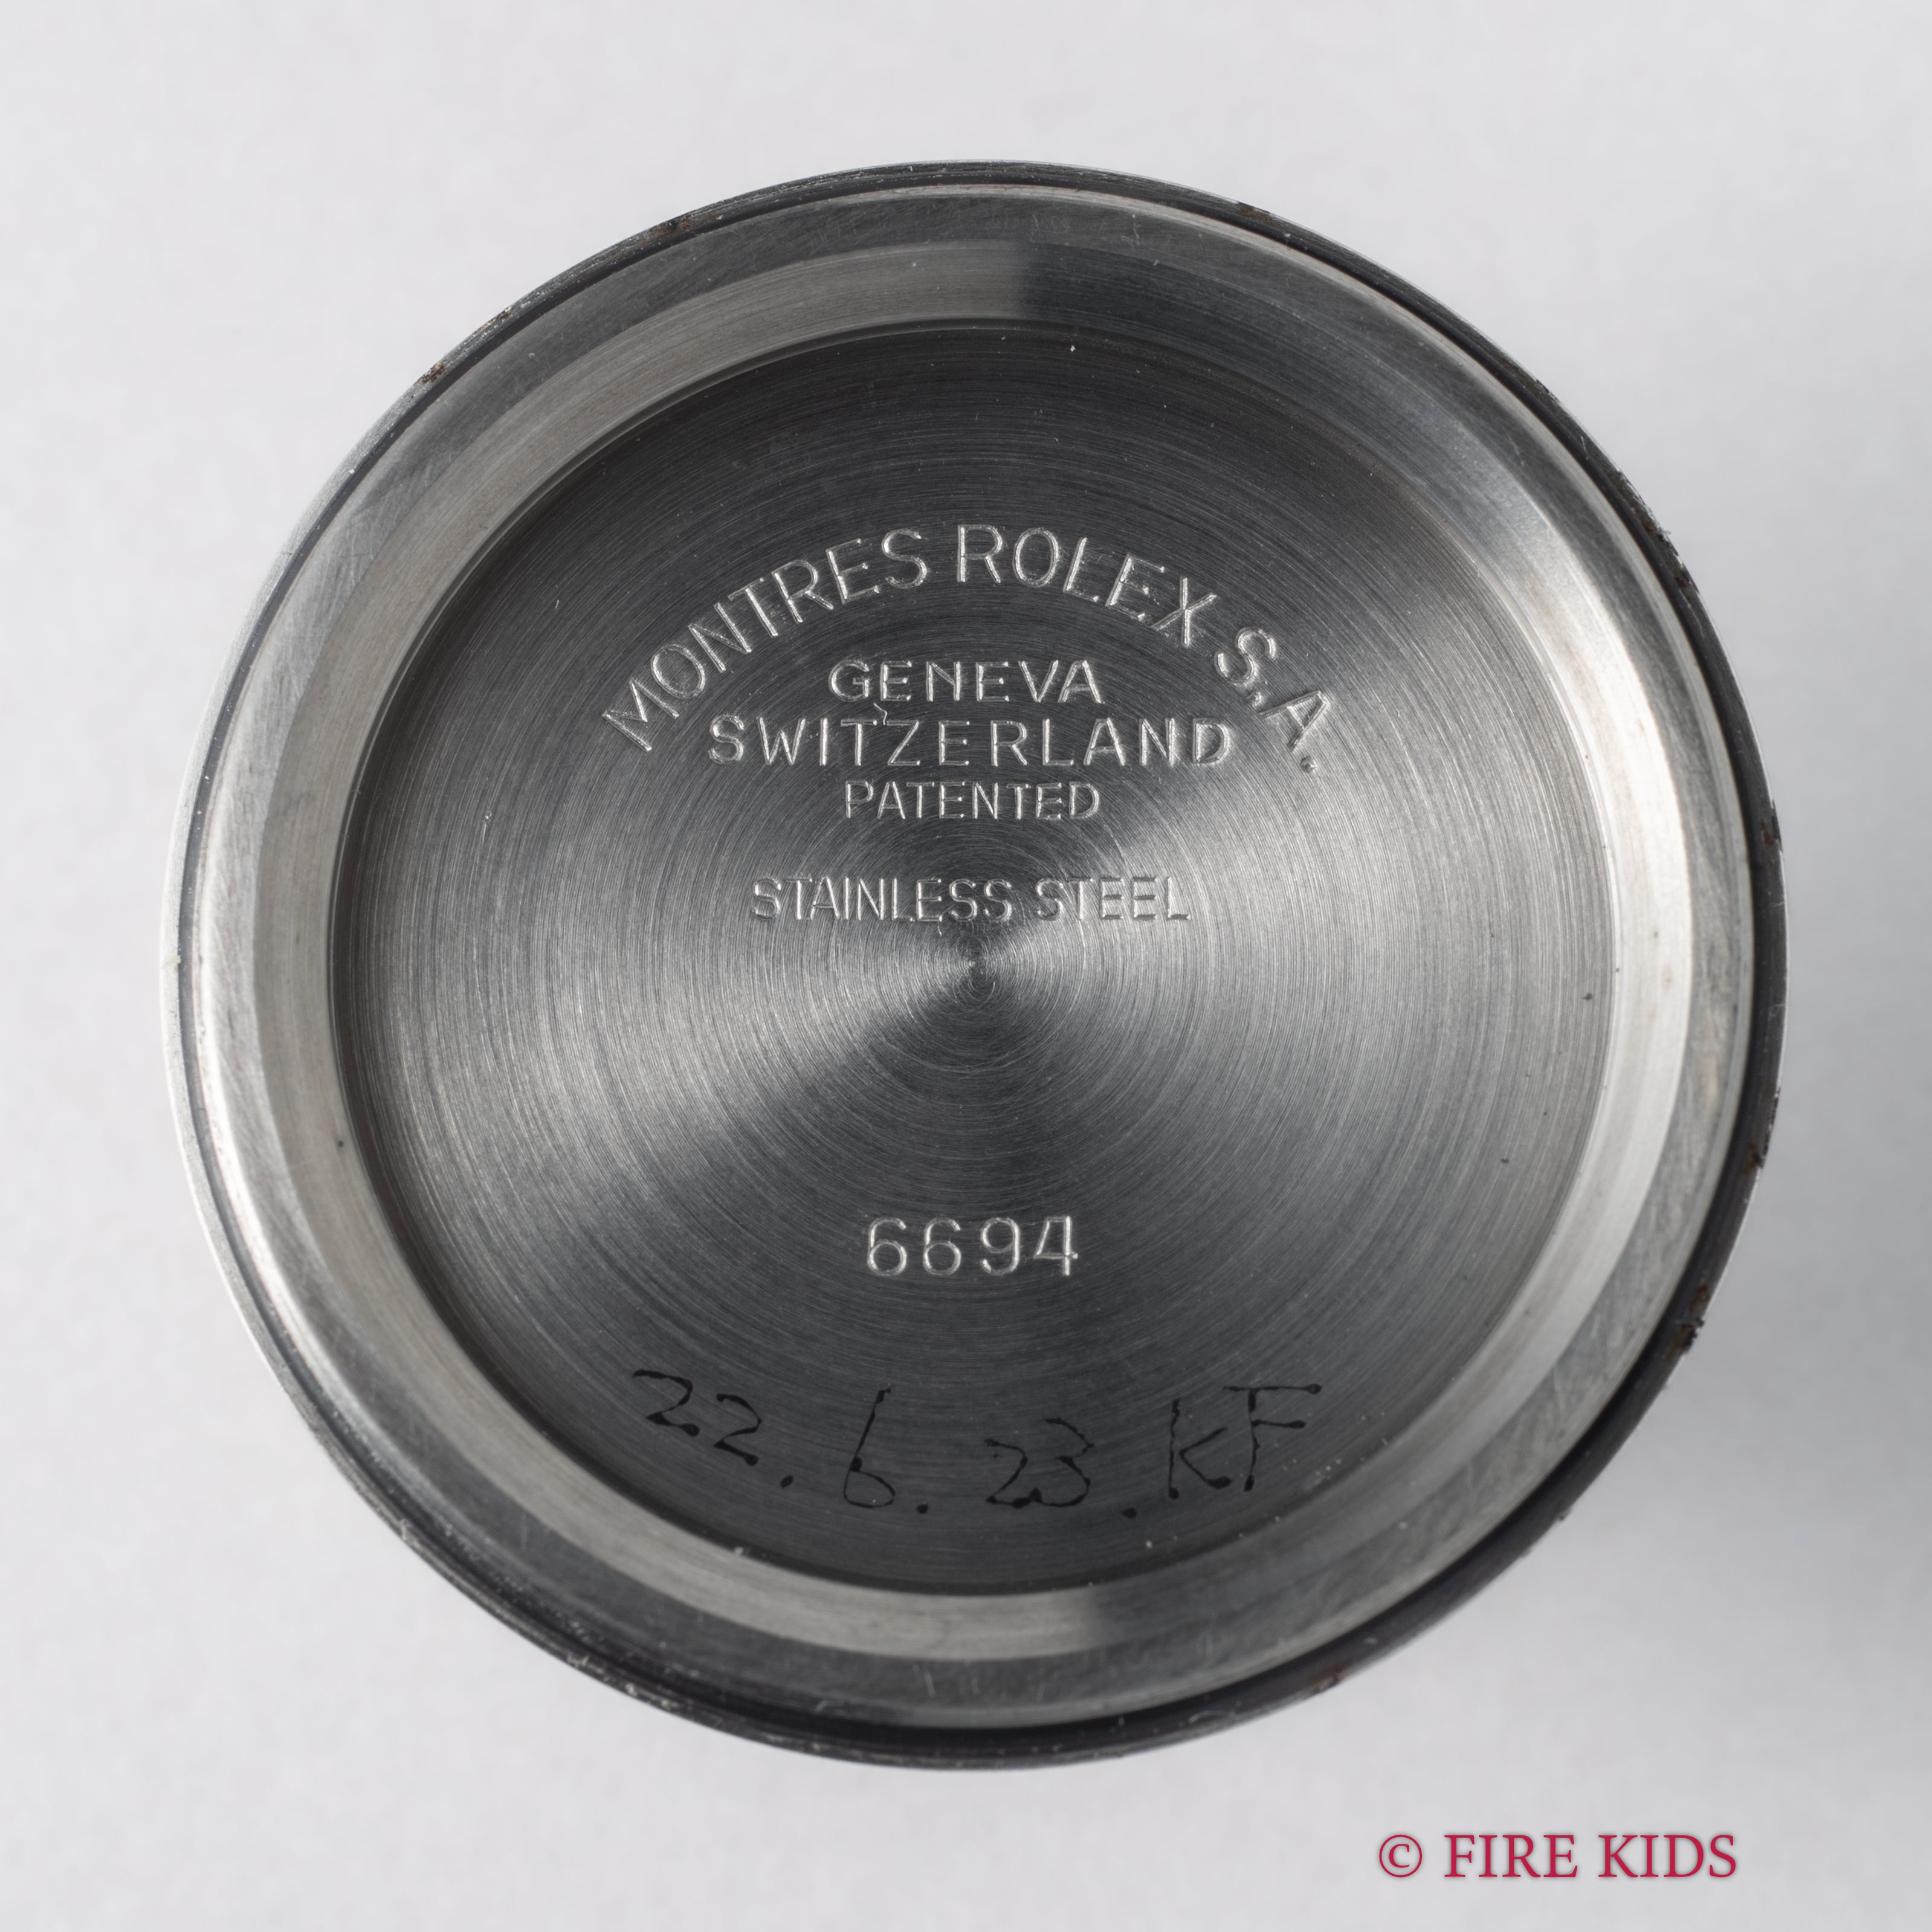 MONTRES ROLEX S.A.
GENEVA
SWITZERLAND
PATENTED
STAINLESS STEEL
6694
22.6.23.KF
© FIRE KIDS